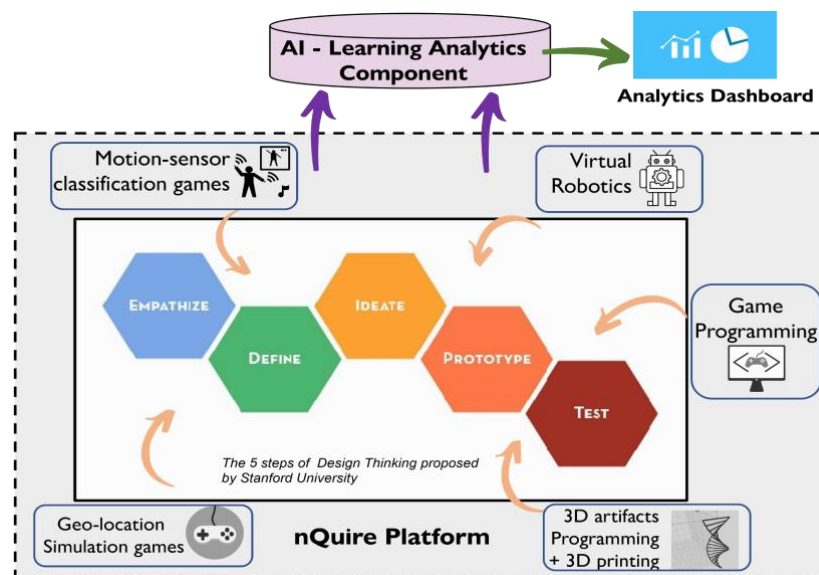 AI - Learning Analytics
Component
Analytics Dashboard
Motion-sensor
classification games
Virtual
Robotics
EMPATHIZE
IDEATE
DEFINE
PROTOTYPE
TEST
Game
Programming
The 5 steps of Design Thinking proposed
by Stanford University
Geo-location
Simulation games
nQuire Platform
3D artifacts
Programming
+ 3D printing